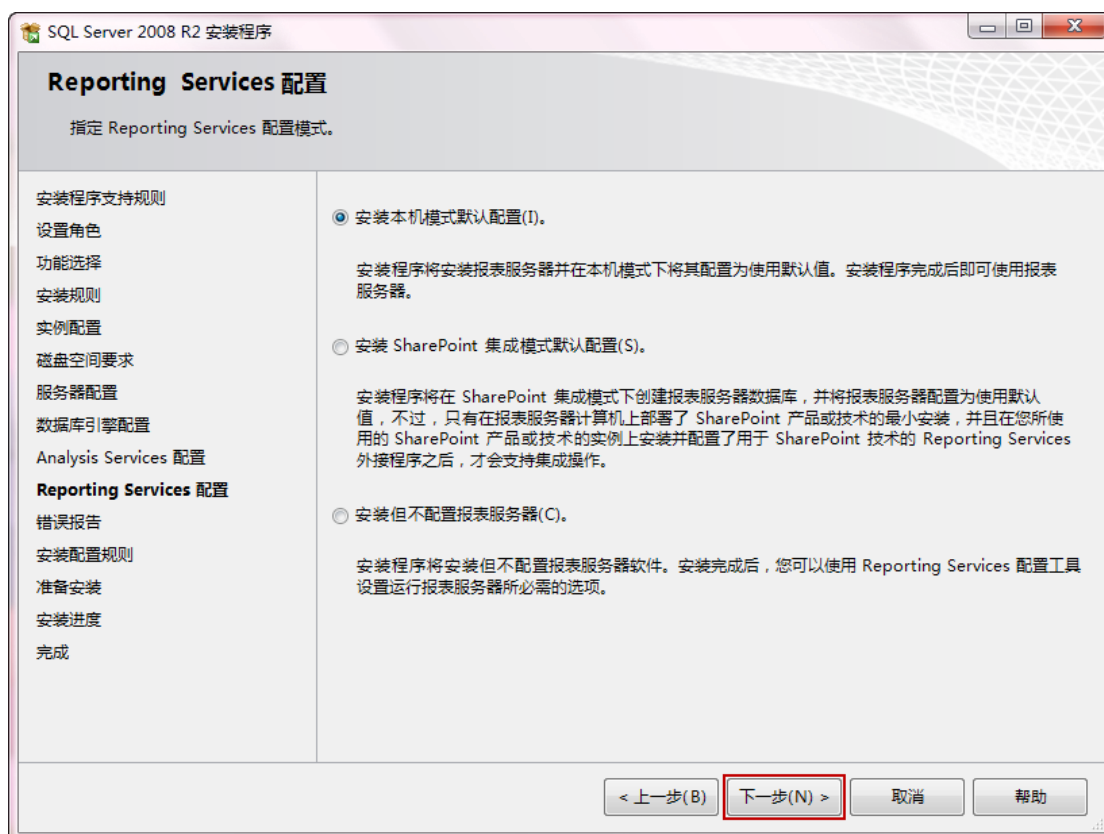 SQL Server 2008 R2 安装程序
Reporting Services 配置
指定 Reporting Services 配置模式。
安装程序支持规则
设置角色
功能选择
安装规则
实例配置
磁盘空间要求
服务器配置
数据库引擎配置
Analysis Services 配置
Reporting Services 配置
错误报告
安装配置规则
准备安装
安装进度
完成
安装本机模式默认配置(I)。
安装程序将安装报表服务器并在本机模式下将其配置为使用默认值。安装程序完成后即可使用报表
服务器。
安装 SharePoint 集成模式默认配置(S)。
安装程序将在 SharePoint 集成模式下创建报表服务器数据库，并将报表服务器配置为使用默认
值，不过，只有在报表服务器计算机上部署了 SharePoint 产品或技术的最小安装，并且在您所使
用的 SharePoint 产品或技术的实例上安装并配置了用于 SharePoint 技术的 Reporting Services
外接程序之后，才会支持集成操作。
安装但不配置报表服务器(C)。
安装程序将安装但不配置报表服务器软件。安装完成后，您可以使用 Reporting Services 配置工具
设置运行报表服务器所必需的选项。
< 上一步(B) 下一步(N) > 取消 帮助